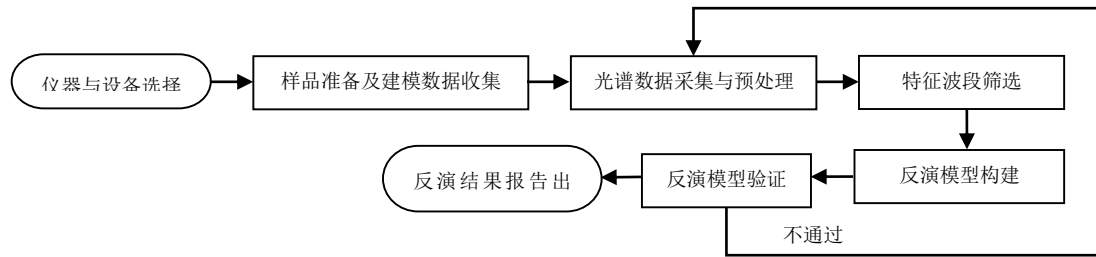 仪器与设备选择
样品准备及建模数据收集
光谱数据采集与预处理
特征波段筛选
反演模型构建
反演模型验证
反演结果报告出
不通过